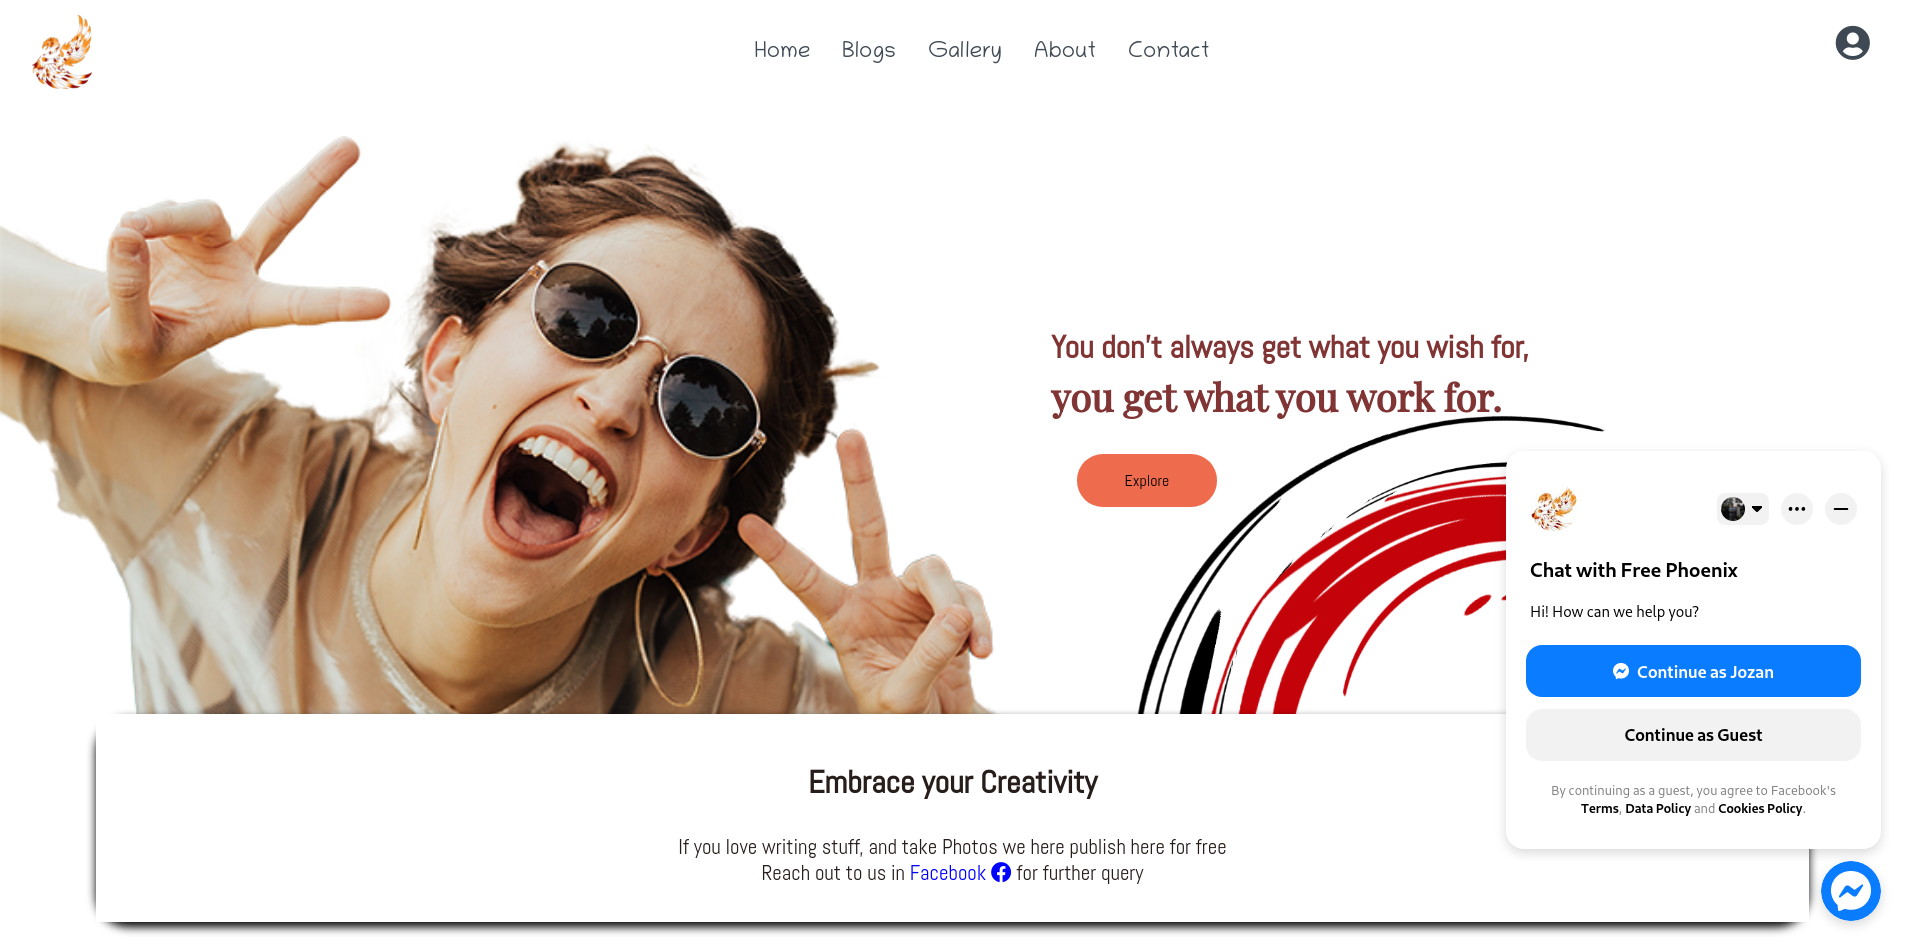 Home Blogs Gallery About Contact
You don't always get what you wish for,
you get what you work for.
Explore
Chat with Free Phoenix
Hi! How can we help you?
Continue as Jozan
Continue as Guest
By continuing as a guest, you agree to Facebook's
Terms, Data Policy and Cookies Policy.
Embrace your Creativity
If you love writing stuff, and take Photos we here publish here for free
Reach out to us in Facebook for further query